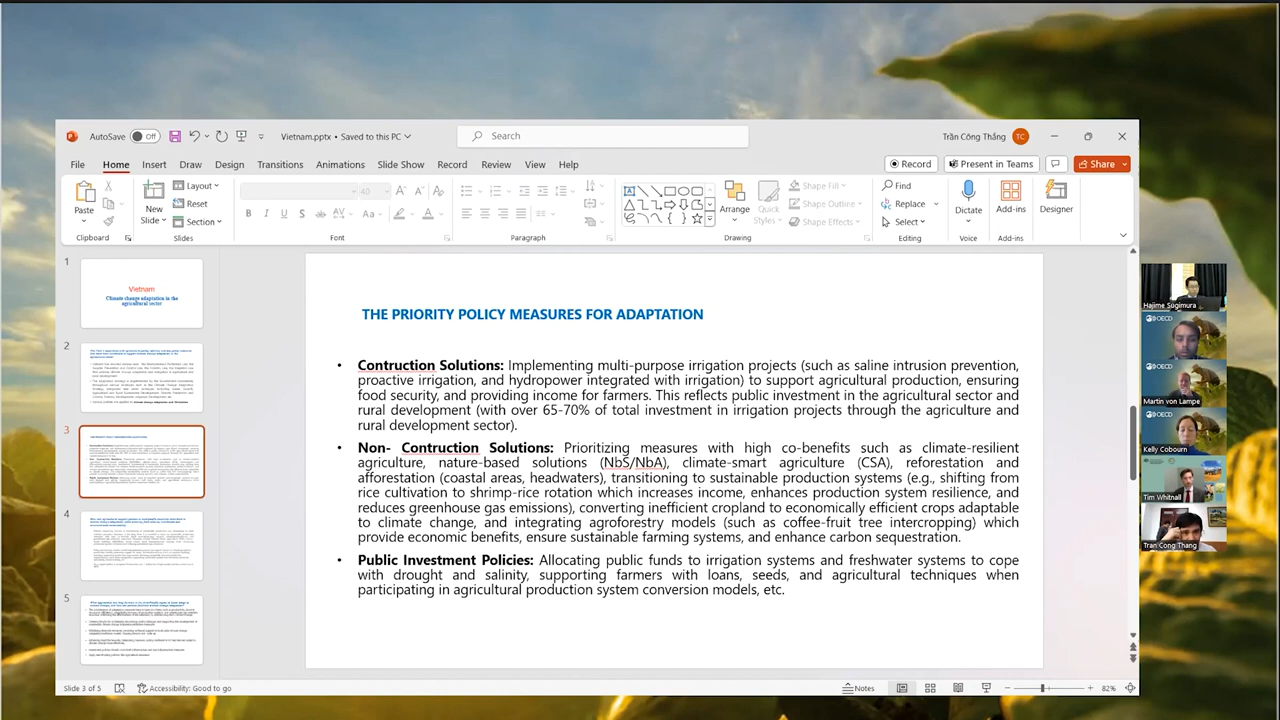 AutoSave
Off
Vietnam.pptx • Saved to this PC
Search
Trần Công Thắng
TC
File
Home
Insert
Draw
Design
Transitions
Animations
Slide Show
Record
Review
View
Help
Record
Present in Teams
Share
Paste
New
Slide
Layout
Reset
Section
40
Aa
Arrange
Quick
Styles
Shape Fill
Shape Outline
Shape Effects
Find
Replace
Select
Dictate
Add-ins
Designer
Clipboard
Slides
Font
Paragraph
Drawing
Editing
Voice
Add-ins
1
Vietnam
Climate change adaptation in the
agricultural sector
2
3
4
5
THE PRIORITY POLICY MEASURES FOR ADAPTATION
• Contruction Solutions: Implementing multi-purpose irrigation projects (such as saline intrusion prevention,
proactive irrigation, and hydropower integrated with irrigation) to support agricultural production, ensuring
food security, and providing income for farmers. This reflects public investment in the agricultural sector and
rural development (with over 65-70% of total investment in irrigation projects through the agriculture and
rural development sector).
• Non- Contruction Solutions: Prioritizing measures with high co-benefits such as climate-resilient
agriculture, nature-based solutions (NbS/NbA), climate-smart agriculture (CSA), reforestation and
afforestation (coastal areas, headwaters), transitioning to sustainable production systems (e.g., shifting from
rice cultivation to shrimp-rice rotation which increases income, enhances production system resilience, and
reduces greenhouse gas emissions), converting inefficient cropland to economically efficient crops adaptable
to climate change, and integrating agroforestry models (such as coffee-fruit tree intercropping) which
provide economic benefits, ensure sustainable farming systems, and enhance carbon sequestration.
• Public Investment Policies: Allocating public funds to irrigation systems and freshwater systems to cope
with drought and salinity, supporting farmers with loans, seeds, and agricultural techniques when
participating in agricultural production system conversion models, etc.
Hajime Sugimura
OECD
OECD
Martin von Lampe
OECD
Kelly Cobourn
Tim Whitnall
Tran Cong Thang
Slide 3 of 5
Accessibility: Good to go
Notes
82%